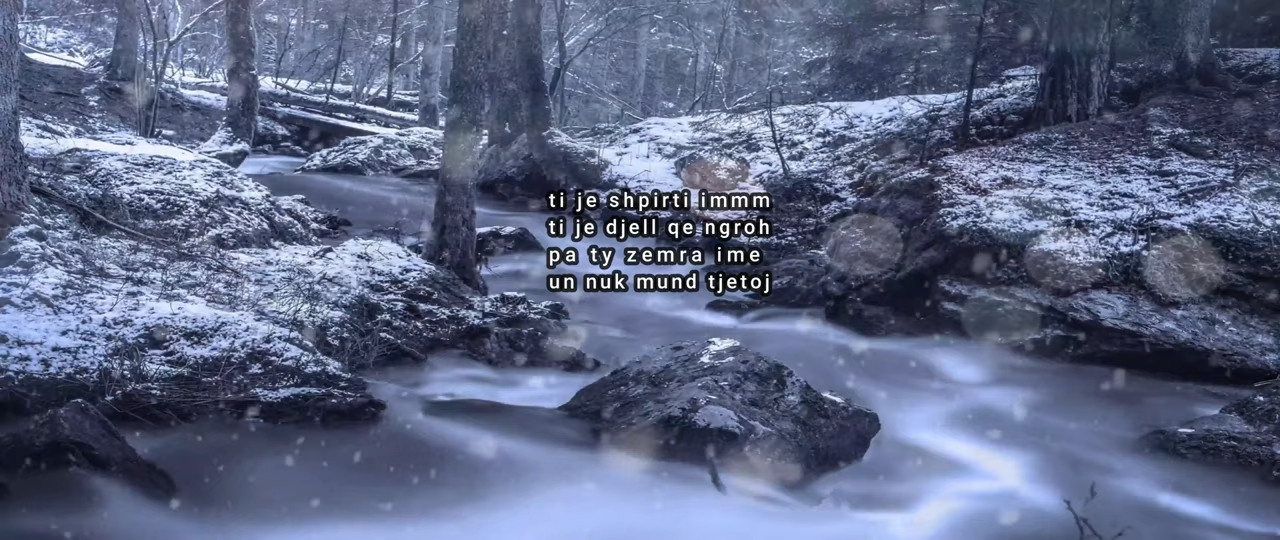 ti je shpirti immm
ti je djell qe ngroh
pa ty zemra ime
un nuk mund tjetoj